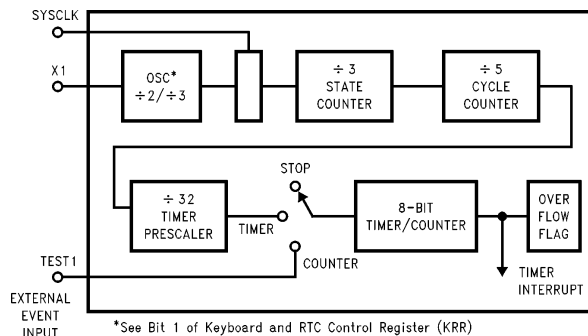 SYSCLK
X1
OSC*
÷2/÷3
÷ 3
STATE
COUNTER
÷ 5
CYCLE
COUNTER
÷ 32
TIMER
PRESCALER
STOP
TIMER
COUNTER
8-BIT
TIMER/COUNTER
OVER
FLOW
FLAG
TIMER
INTERRUPT
TEST1
EXTERNAL
EVENT
INPUT
*See Bit 1 of Keyboard and RTC Control Register (KRR)